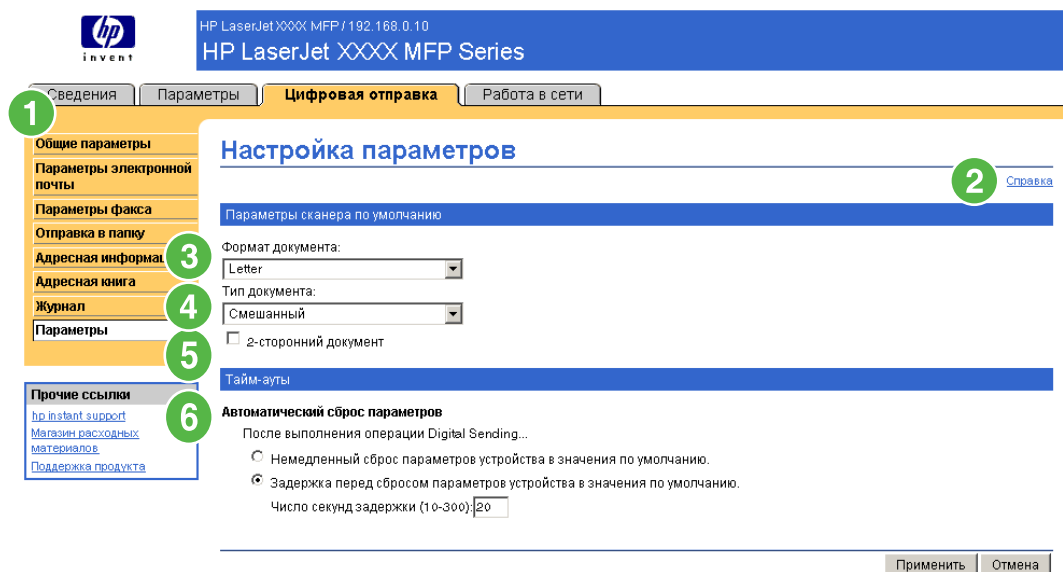 hp
invent
HP LaserJet XXXX MFP / 192.168.0.10
HP LaserJet XXXX MFP Series
Сведения
Параметры
Цифровая отправка
Работа в сети
1
Общие параметры
Параметры электронной
почты
Параметры факса
Отправка в папку
Адресная информац
Адресная книга
Журнал
Параметры
Прочие ссылки
hp instant support
Магазин расходных
материалов
Поддержка продукта
Настройка параметров
2
Справка
Параметры сканера по умолчанию
3
Формат документа:
Letter
4
Тип документа:
Смешанный
5
2-сторонний документ
Тайм-ауты
6
Автоматический сброс параметров
После выполнения операции Digital Sending...
Немедленный сброс параметров устройства в значения по умолчанию.
Задержка перед сбросом параметров устройства в значения по умолчанию.
Число секунд задержки (10-300): 20
Применить
Отмена